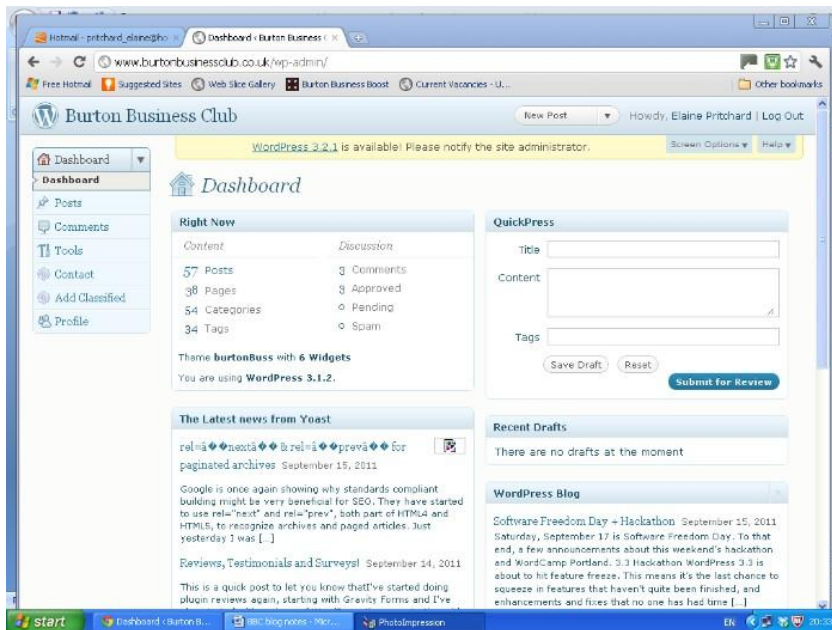 Hotmail - pritchard_elaine@ho
Dashboard ‹ Burton Business C
www.burtonbusinessclub.co.uk/wp-admin/
Free Hotmail Suggested Sites Web Slice Gallery Burton Business Boost Current Vacancies - U... Other bookmarks
Burton Business Club
New Post
Howdy, Elaine Pritchard | Log Out
WordPress 3.2.1 is available! Please notify the site administrator.
Screen Options Help
Dashboard
Dashboard
Posts
Comments
Tools
Contact
Add Classified
Profile
Dashboard
Right Now
Content Discussion
57 Posts 3 Comments
38 Pages 3 Approved
54 Categories 0 Pending
34 Tags 0 Spam
Theme burtonBuss with 6 Widgets
You are using WordPress 3.1.2.
QuickPress
Title
Content
Tags
Save Draft Reset
Submit for Review
The Latest news from Yoast
rel=â��nextâ�� & rel=â��prevâ�� for
paginated archives September 15, 2011
Google is once again showing why standards compliant
building might be very beneficial for SEO. They have started
to use rel="next" and rel="prev", both part of HTML4 and
HTML5, to recognize archives and paged articles. Just
yesterday I was [...]
Reviews, Testimonials and Surveys! September 14, 2011
This is a quick post to let you know thatI've started doing
plugin reviews again, starting with Gravity Forms and I've
Recent Drafts
There are no drafts at the moment
WordPress Blog
Software Freedom Day + Hackathon September 15, 2011
Saturday, September 17 is Software Freedom Day. To that
end, a few announcements about this weekend's hackathon
and WordCamp Portland. 3.3 Hackathon WordPress 3.3 is
about to hit feature freeze. This means it's the last chance to
squeeze in features that haven't quite been finished, and
enhancements and fixes that no one has had time [...]
start
Dashboard ‹ Burton B...
BBC blog notes - Micr...
PhotoImpression
EN
20:33